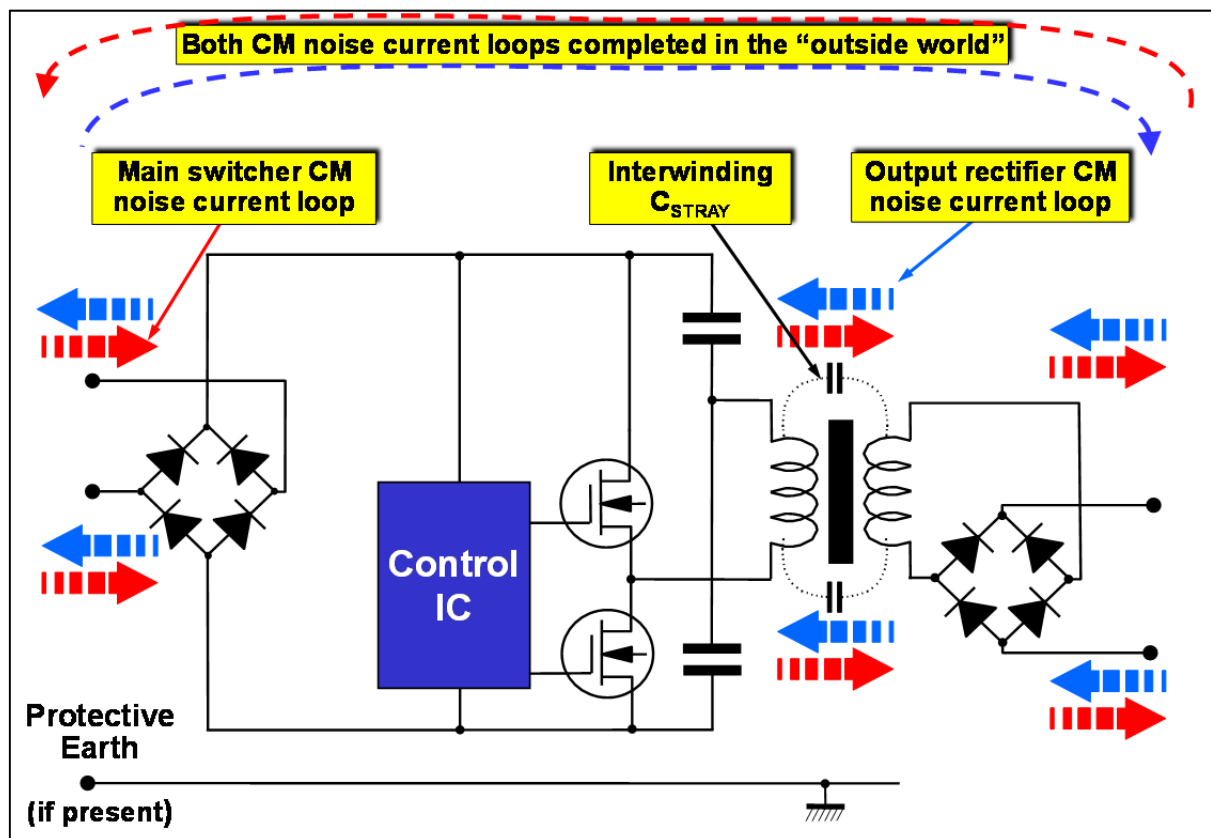 Both CM noise current loops completed in the “outside world”
Main switcher CM
noise current loop
Interwinding
CSTRAY
Output rectifier CM
noise current loop
Control
IC
Protective
Earth
(if present)